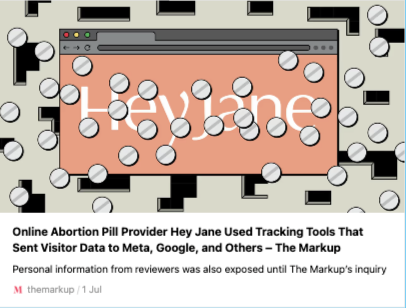 Hey Jane
Online Abortion Pill Provider Hey Jane Used Tracking Tools That
Sent Visitor Data to Meta, Google, and Others – The Markup
Personal information from reviewers was also exposed until The Markup's inquiry
M themarkup / 1 Jul